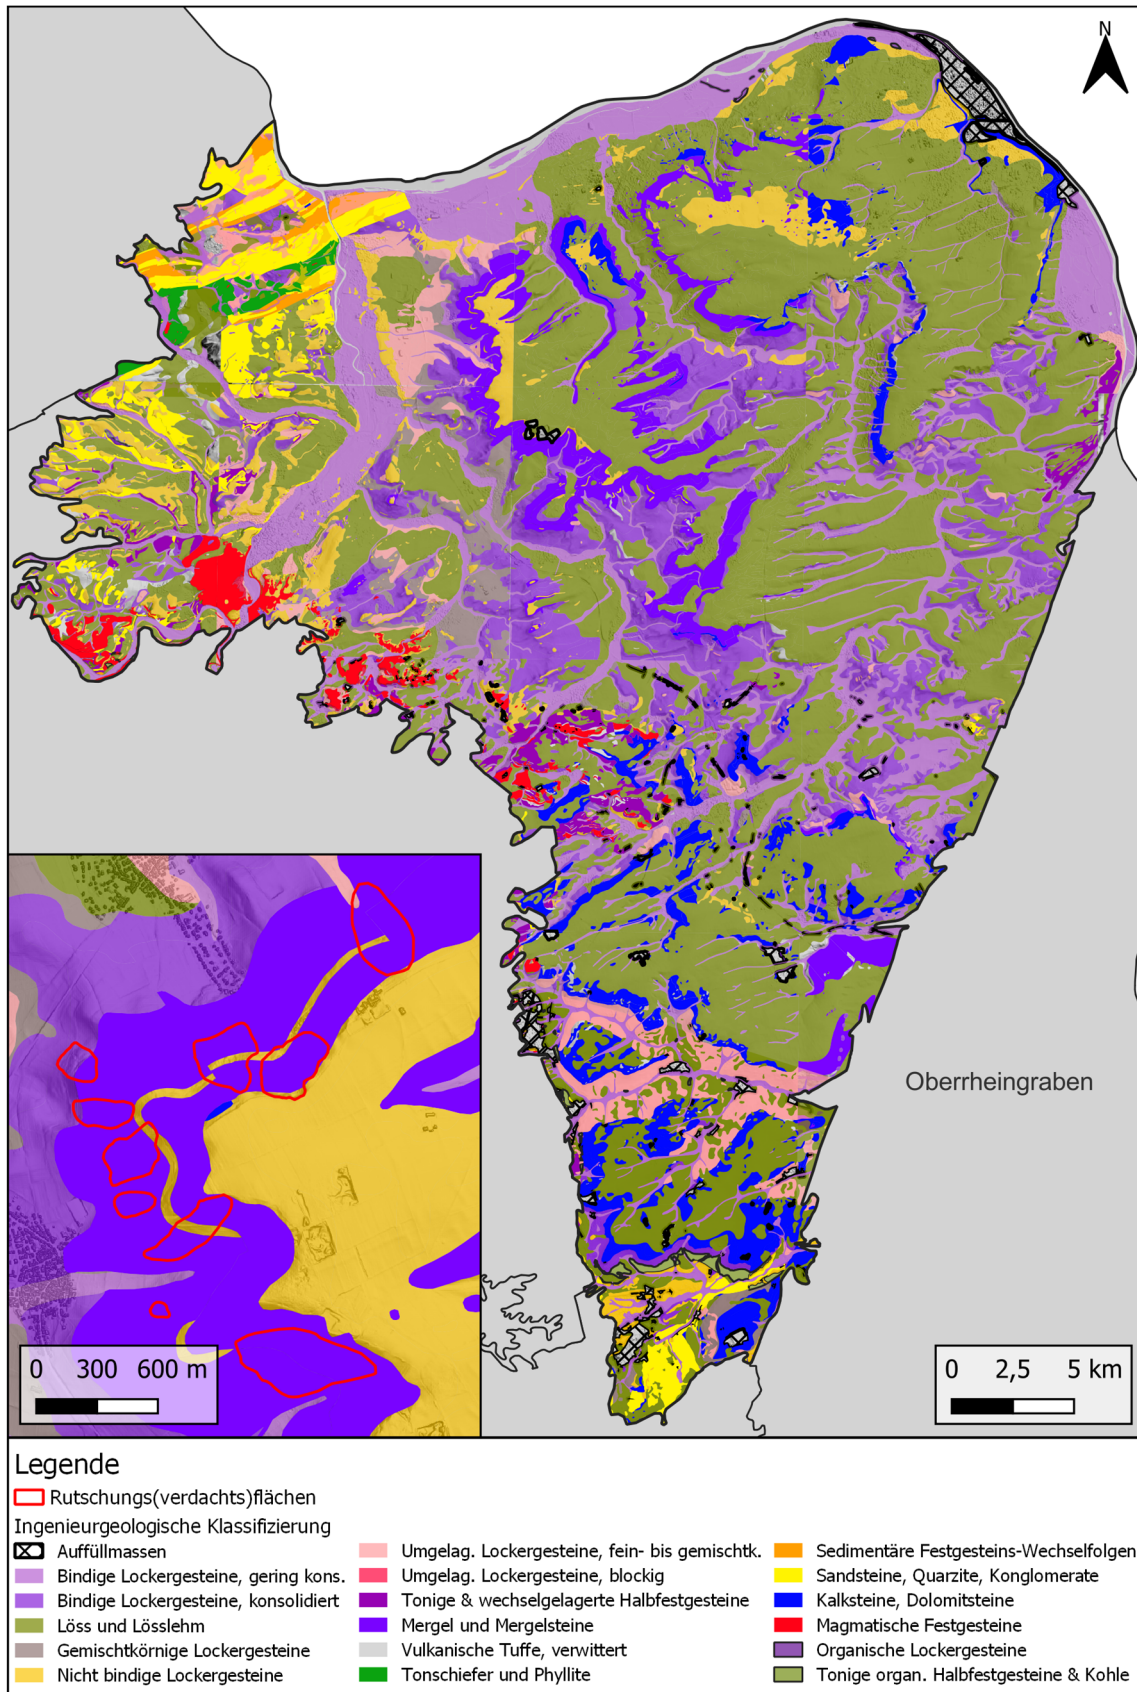 N
Oberrheingraben
0 300 600 m
0 2,5 5 km
Legende
Rutschungs(verdachts)flächen
Ingenieurgeologische Klassifizierung
Auffüllmassen
Bindige Lockergesteine, gering kons.
Bindige Lockergesteine, konsolidiert
Löss und Lösslehm
Gemischtkörnige Lockergesteine
Nicht bindige Lockergesteine
Umgelag. Lockergesteine, fein- bis gemischtk.
Umgelag. Lockergesteine, blockig
Tonige & wechselgelagerte Halbfestgesteine
Mergel und Mergelsteine
Vulkanische Tuffe, verwittert
Tonschiefer und Phyllite
Sedimentäre Festgesteins-Wechselfolgen
Sandsteine, Quarzite, Konglomerate
Kalksteine, Dolomitsteine
Magmatische Festgesteine
Organische Lockergesteine
Tonige organ. Halbfestgesteine & Kohle